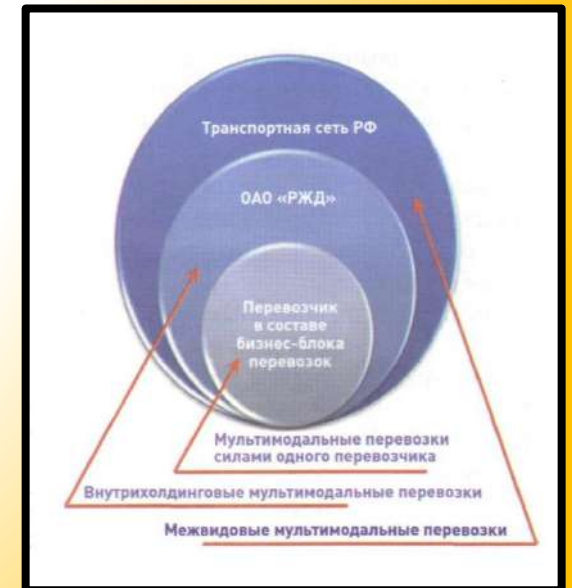 Транспортная сеть РФ
ОАО «РЖД»
Перевозчик
в составе
бизнес-блока
перевозок
Мультимодальные перевозки
силами одного перевозчика
Внутрихолдинговые мультимодальные перевозки
Межвидовые мультимодальные перевозки